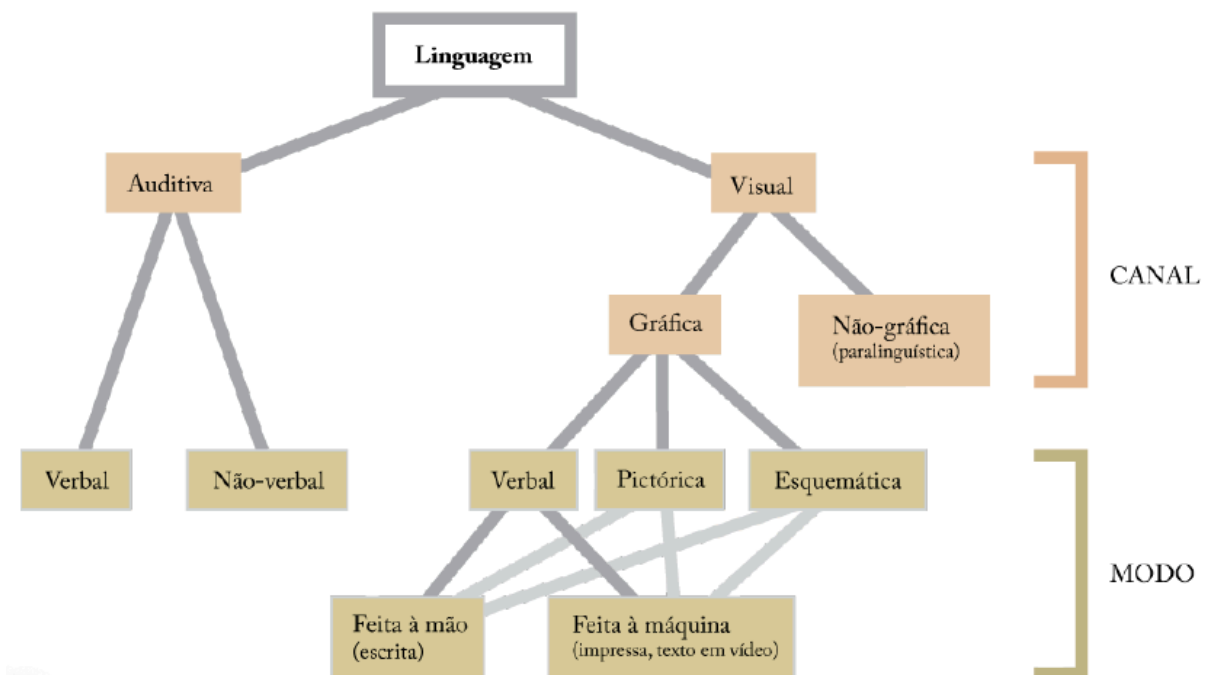 Linguagem
Auditiva
Visual
CANAL
Gráfica
Não-gráfica
(paralinguística)
Verbal
Não-verbal
Verbal
Pictórica
Esquemática
MODO
Feita à mão
(escrita)
Feita à máquina
(impressa, texto em vídeo)